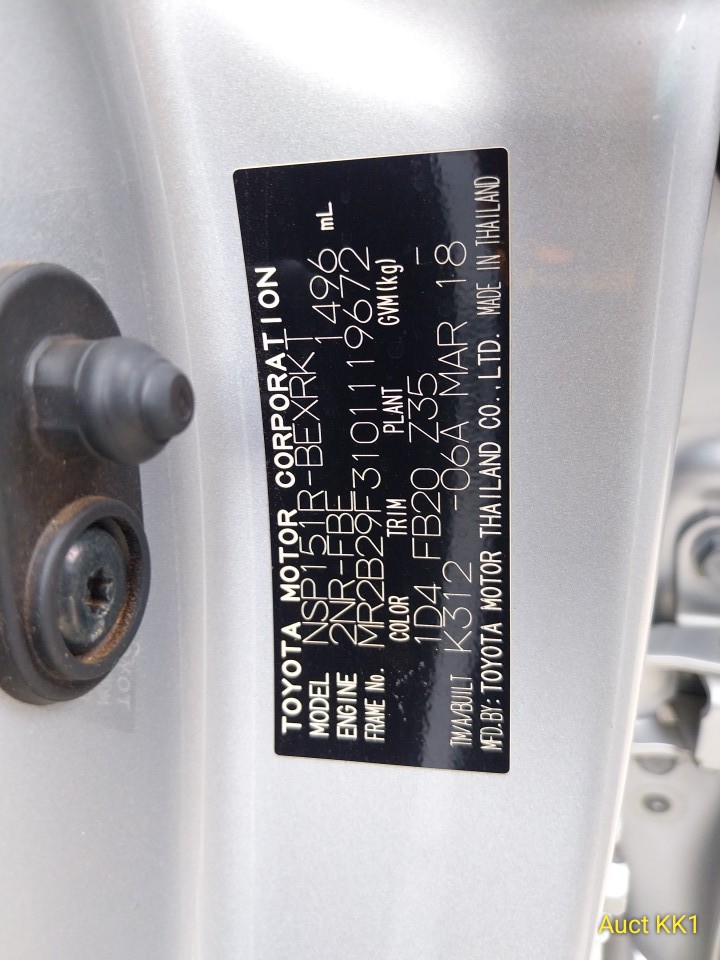 TOYOTA MOTOR CORPORATION
MODEL NSP151R-BEXRKT
ENGINE 2NR-FBE 1496 mL
FRAME No. MR2B29F3101119672
COLOR TRIM PLANT GVM(kg)
1D4 FB20 Z35 -
TM/A/BUILT K312 -06A MAR 18
MFD.BY: TOYOTA MOTOR THAILAND CO.,LTD. MADE IN THAILAND
Auct KK1